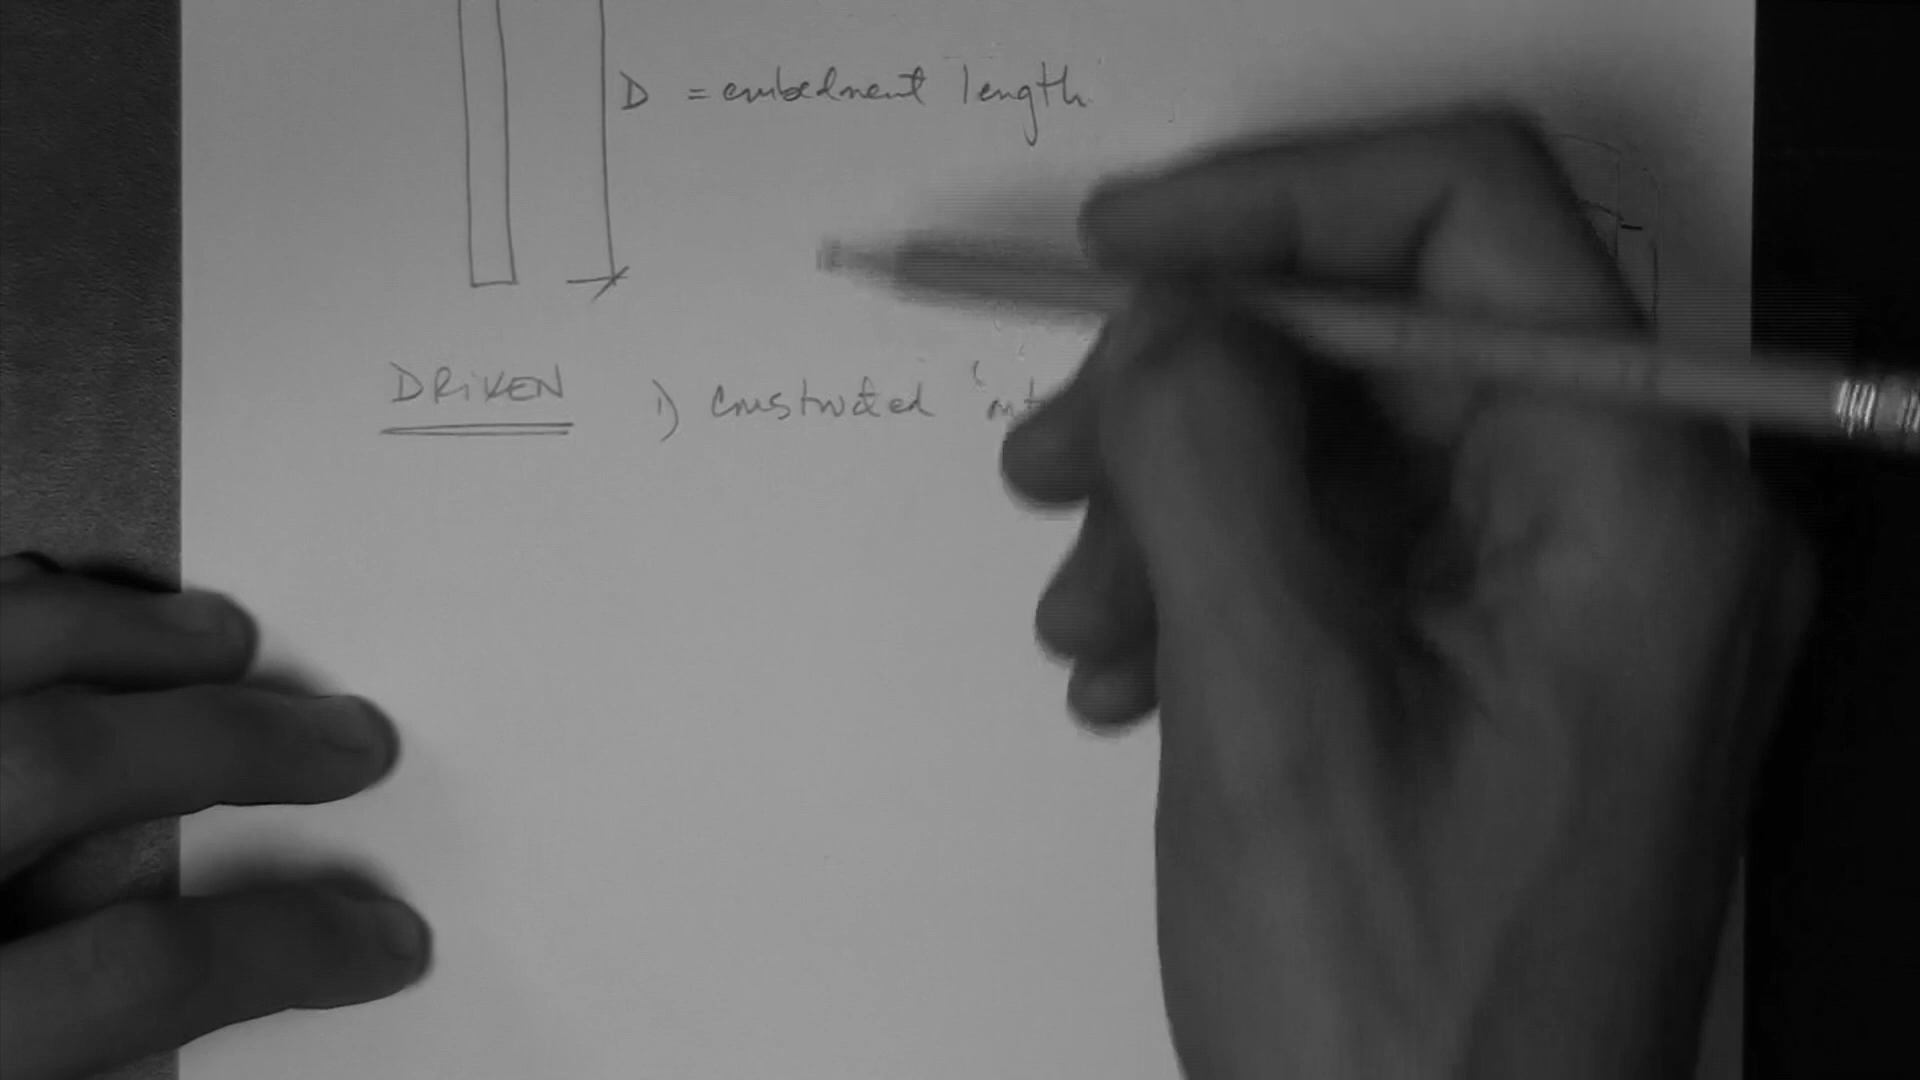 D = embedment length
DRiVEN 1) constructed